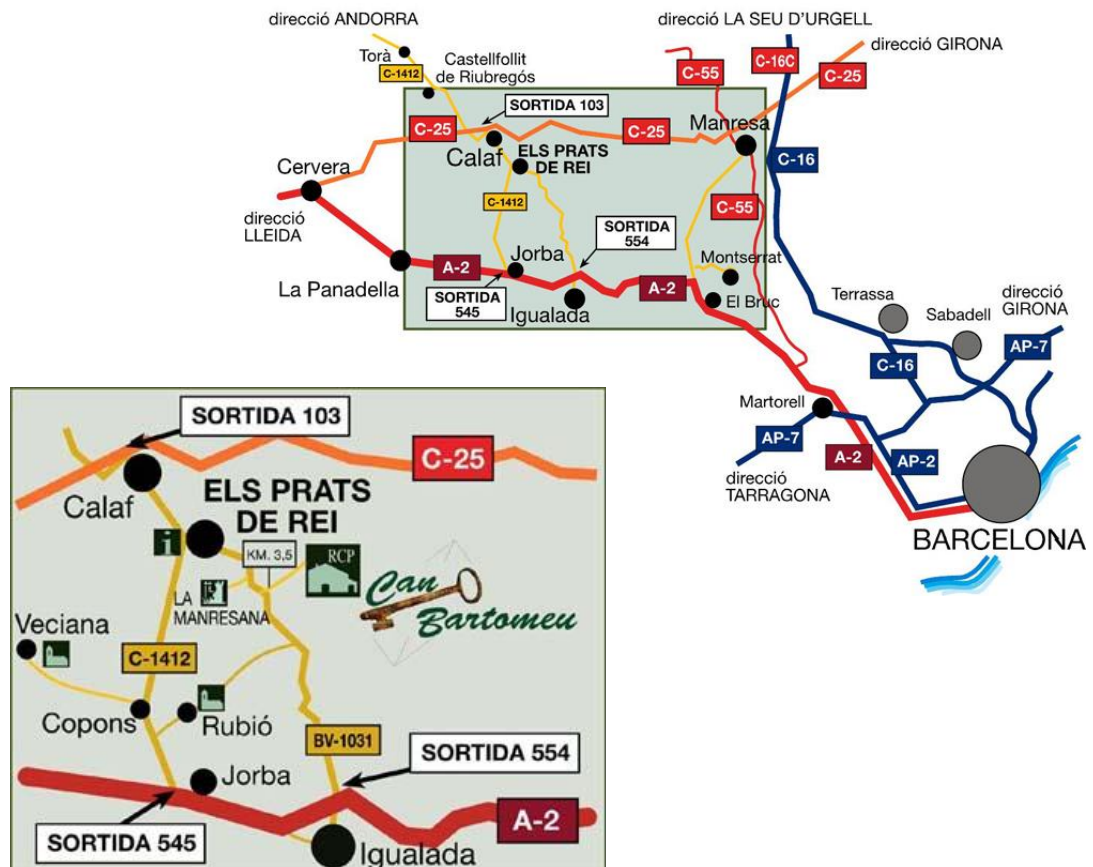 direcció ANDORRA
direcció LA SEU D'URGELL
direcció GIRONA
Torà
C-1412
Castellfollit
de Riubregós
C-55
C-16C
C-25
SORTIDA 103
C-25
C-25
Manresa
Calaf
ELS PRATS
DE REI
C-16
Cervera
C-1412
C-55
direcció
LLEIDA
SORTIDA
554
Jorba
Montserrat
A-2
A-2
La Panadella
SORTIDA
545
Igualada
El Bruc
Terrassa
Sabadell
direcció
GIRONA
AP-7
C-16
Martorell
AP-7
A-2
AP-2
direcció
TARRAGONA
BARCELONA
SORTIDA 103
C-25
Calaf
ELS PRATS
DE REI
i
KM. 3,5
RCP
LA
MANRESANA
Can
Bartomeu
Veciana
C-1412
Copons
Rubió
BV-1031
SORTIDA 554
Jorba
A-2
SORTIDA 545
Igualada